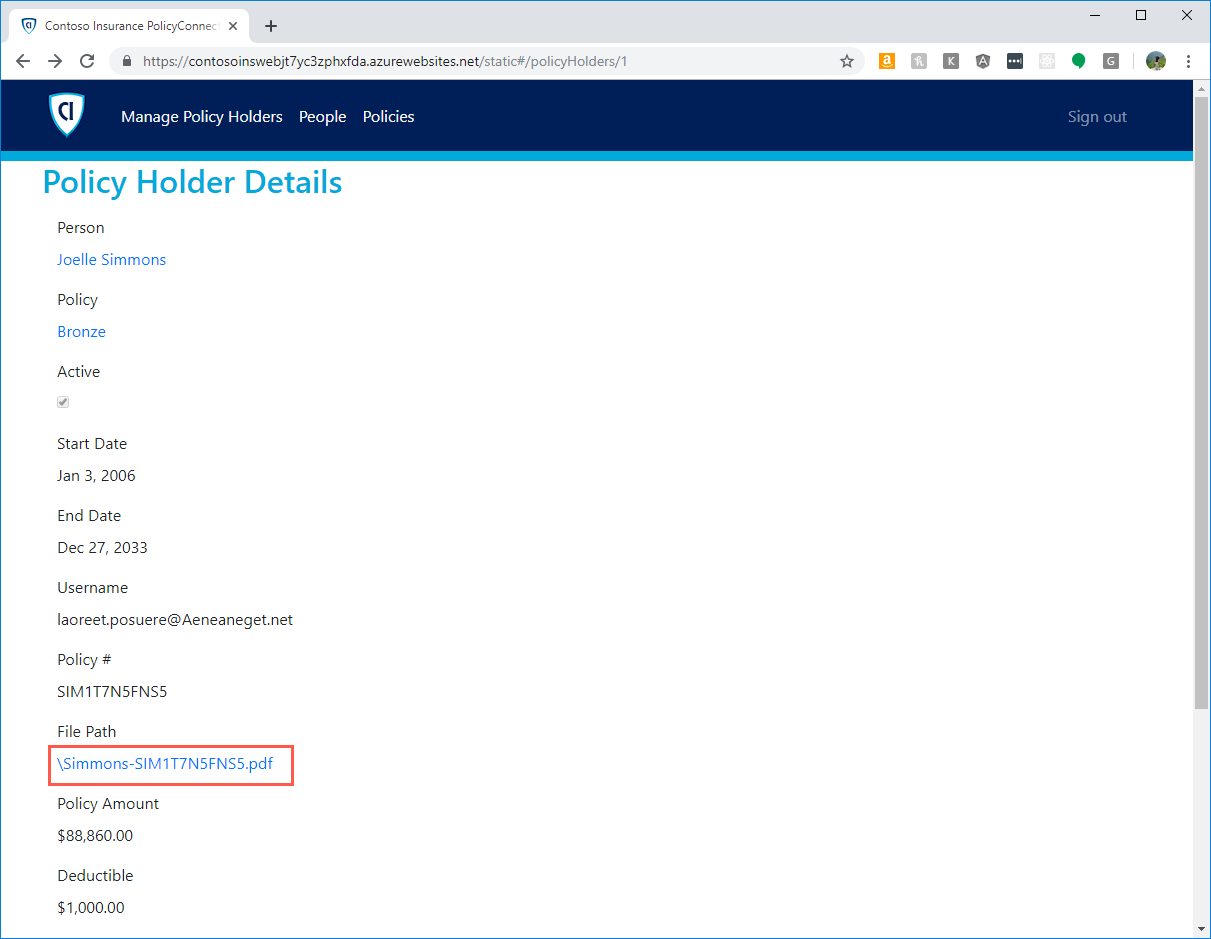 Contoso Insurance PolicyConnect
https://contosoinswebjt7yc3zphxfda.azurewebsites.net/static#/policyHolders/1
CI
Manage Policy Holders People Policies Sign out
Policy Holder Details
Person
Joelle Simmons
Policy
Bronze
Active
Start Date
Jan 3, 2006
End Date
Dec 27, 2033
Username
laoreet.posuere@Aeneaneget.net
Policy #
SIM1T7N5FNS5
File Path
\Simmons-SIM1T7N5FNS5.pdf
Policy Amount
$88,860.00
Deductible
$1,000.00